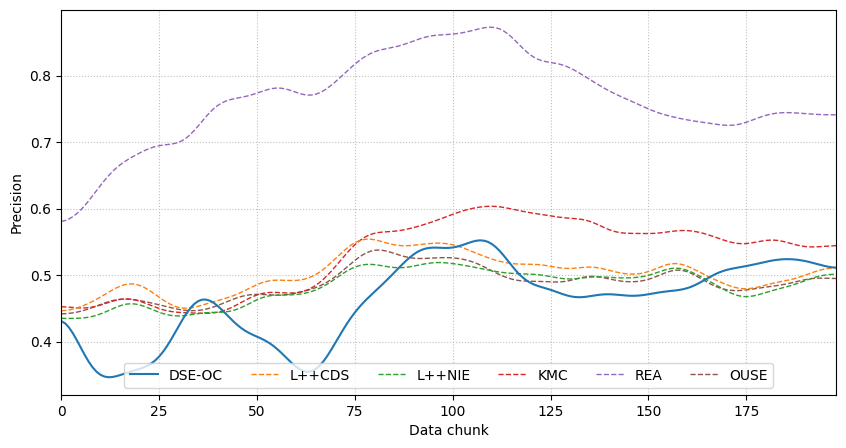 0.8
0.7
0.6
0.5
0.4
Precision
DSE-OC L++CDS L++NIE KMC REA OUSE
0 25 50 75 100 125 150 175
Data chunk